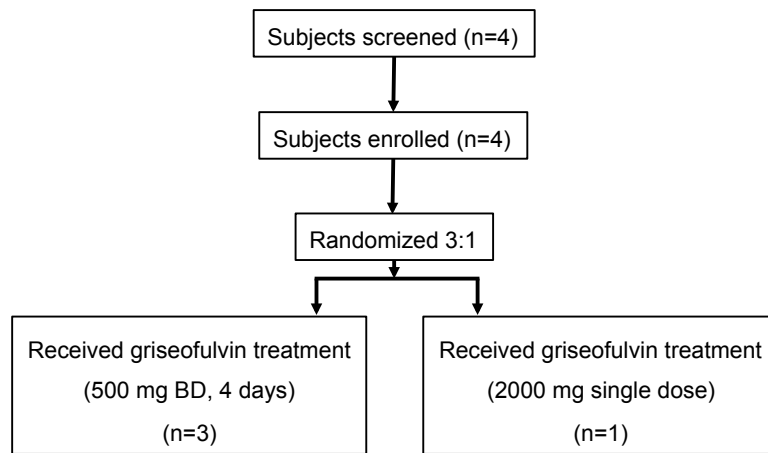 Subjects screened (n=4)
Subjects enrolled (n=4)
Randomized 3:1
Received griseofulvin treatment
(500 mg BD, 4 days)
(n=3)
Received griseofulvin treatment
(2000 mg single dose)
(n=1)